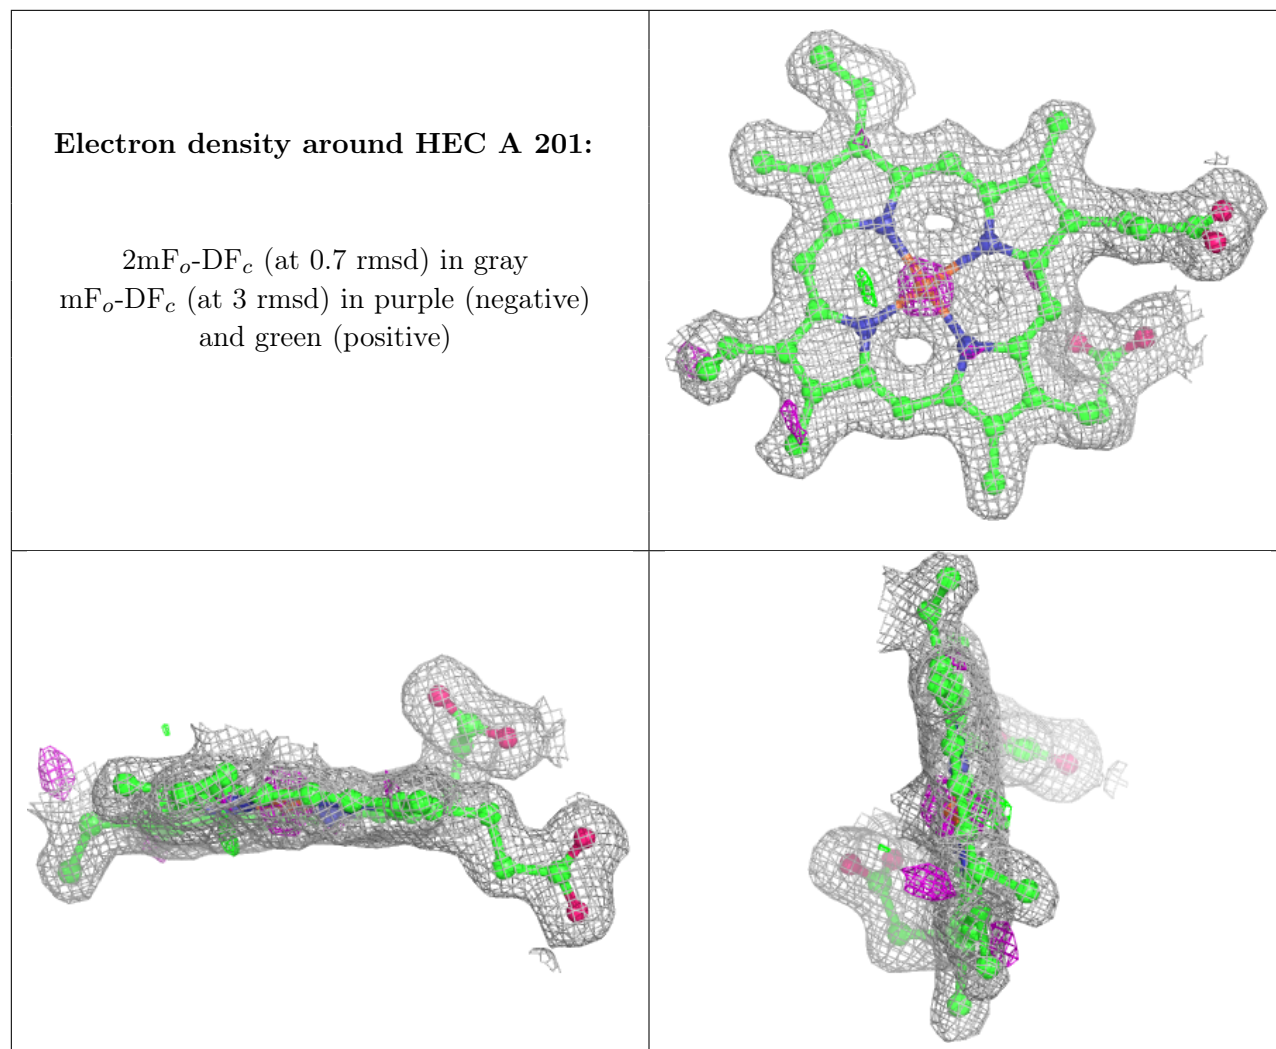 Electron density around HEC A 201:
2mFo-DFc (at 0.7 rmsd) in gray
mFo-DFc (at 3 rmsd) in purple (negative)
and green (positive)